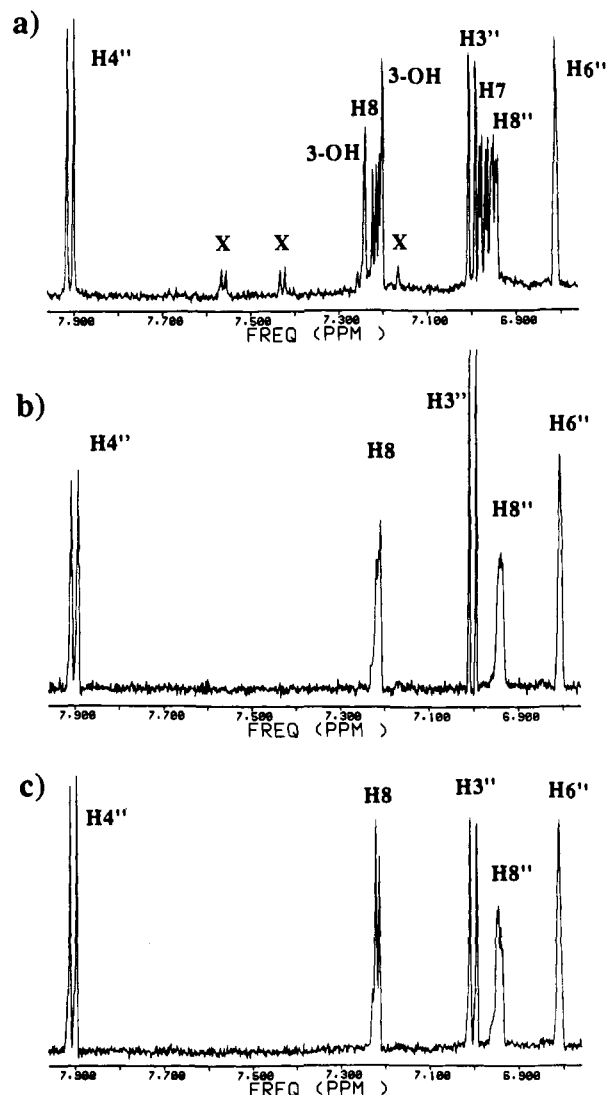 a)
H4"
H3"
3-OH
H7
H6"
H8
H8"
3-OH
X X X
7.900 7.700 7.500 7.300 7.100 6.900
FREQ (PPM )
b)
H3"
H4"
H8
H6"
H8"
7.900 7.700 7.500 7.300 7.100 6.900
FREQ (PPM )
c)
H4"
H8
H3"
H6"
H8"
7.900 7.700 7.500 7.300 7.100 6.900
FREQ (PPM )